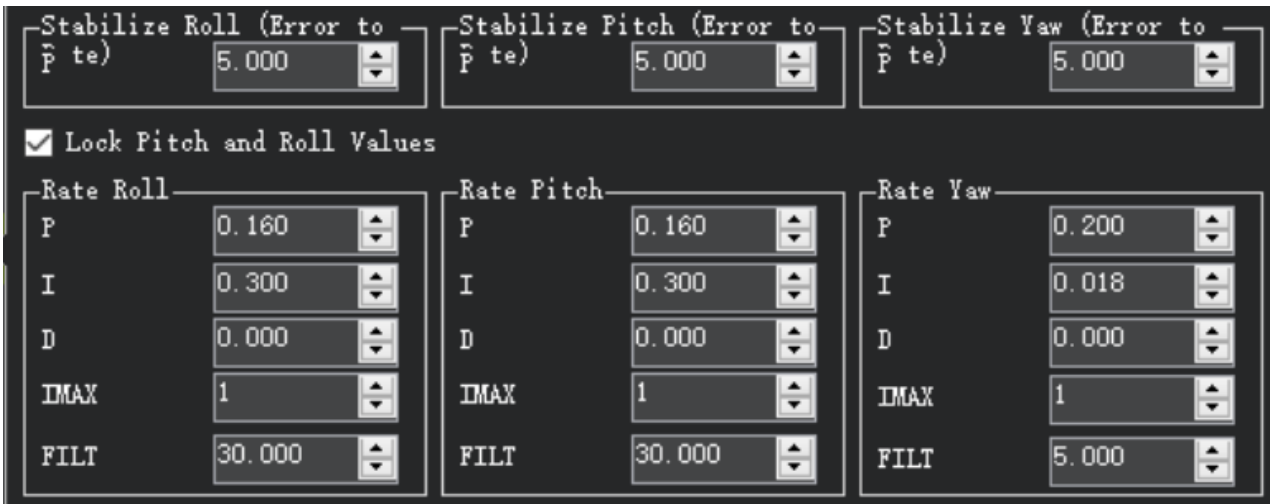 Stabilize Roll (Error to Stabilize Pitch (Error to Stabilize Yaw (Error to
P te) 5.000 P te) 5.000 P te) 5.000
Lock Pitch and Roll Values
Rate Roll Rate Pitch Rate Yaw
P 0.160 P 0.160 P 0.200
I 0.300 I 0.300 I 0.018
D 0.000 D 0.000 D 0.000
IMAX 1 IMAX 1 IMAX 1
FILT 30.000 FILT 30.000 FILT 5.000